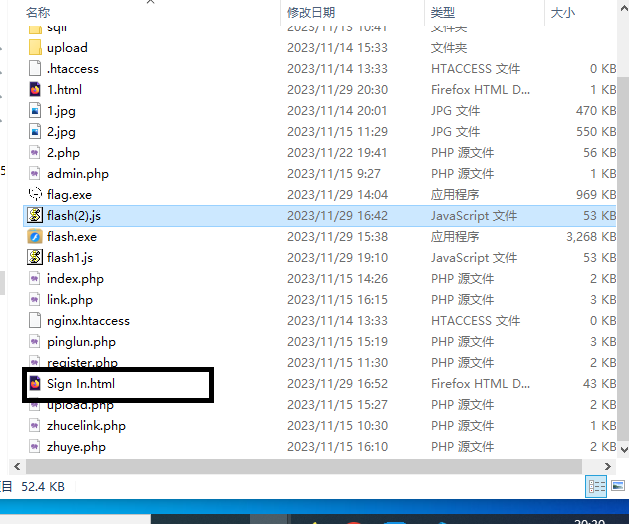 名称 修改日期 类型 大小
sqli 2023/11/13 10:41 文件夹
upload 2023/11/14 15:33 文件夹
.htaccess 2023/11/14 13:33 HTACCESS 文件 0 KB
1.html 2023/11/29 20:30 Firefox HTML D... 1 KB
1.jpg 2023/11/14 20:01 JPG 文件 470 KB
2.jpg 2023/11/15 11:29 JPG 文件 550 KB
2.php 2023/11/22 19:41 PHP 源文件 56 KB
admin.php 2023/11/15 9:27 PHP 源文件 1 KB
flag.exe 2023/11/29 14:04 应用程序 969 KB
flash(2).js 2023/11/29 16:42 JavaScript 文件 53 KB
flash.exe 2023/11/29 15:38 应用程序 3,268 KB
flash1.js 2023/11/29 19:10 JavaScript 文件 53 KB
index.php 2023/11/15 14:26 PHP 源文件 2 KB
link.php 2023/11/15 16:15 PHP 源文件 3 KB
nginx.htaccess 2023/11/14 13:33 HTACCESS 文件 0 KB
pinglun.php 2023/11/15 15:19 PHP 源文件 3 KB
register.php 2023/11/15 11:30 PHP 源文件 2 KB
Sign In.html 2023/11/29 16:52 Firefox HTML D... 43 KB
upload.php 2023/11/15 15:27 PHP 源文件 2 KB
zhucelink.php 2023/11/15 10:30 PHP 源文件 1 KB
zhuye.php 2023/11/15 16:10 PHP 源文件 2 KB
项目 52.4 KB